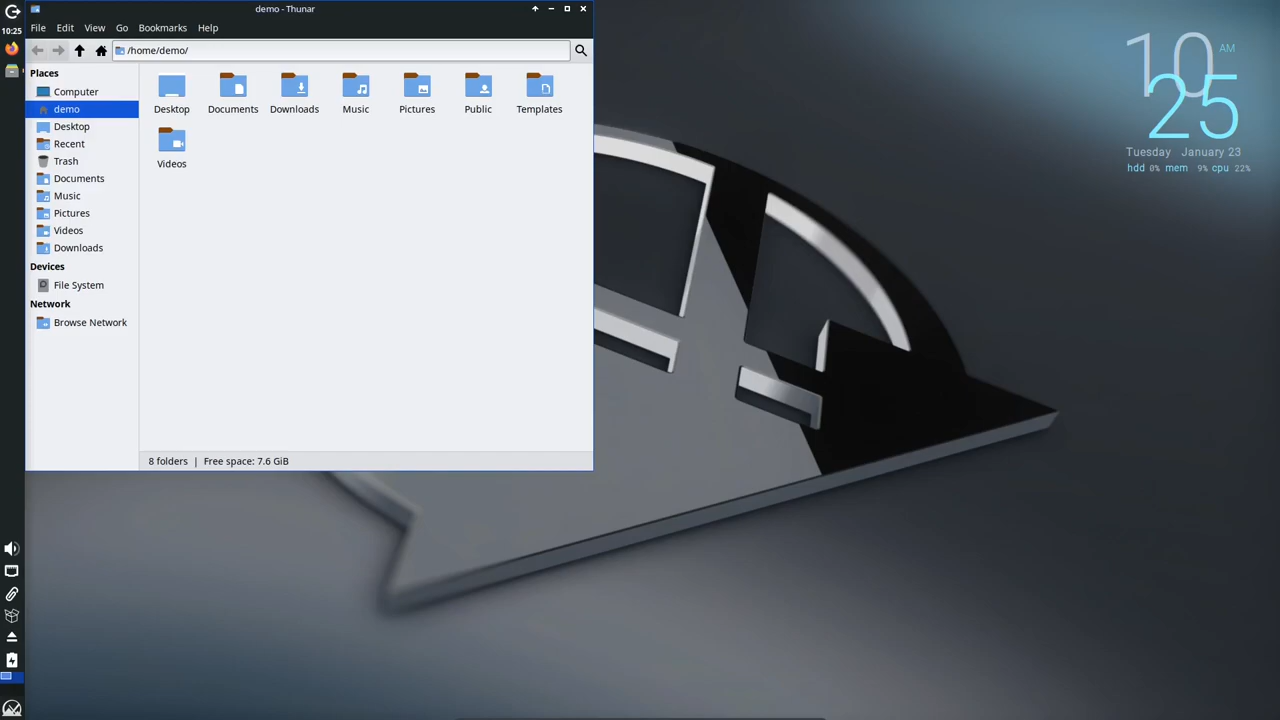 demo - Thunar
10:25
File Edit View Go Bookmarks Help
/home/demo/
Places
Computer
demo
Desktop
Recent
Trash
Documents
Music
Pictures
Videos
Downloads
Devices
File System
Network
Browse Network
Desktop Documents Downloads Music Pictures Public Templates
Videos
8 folders | Free space: 7.6 GiB
10 AM
25
Tuesday January 23
hdd 0% mem 9% cpu 22%